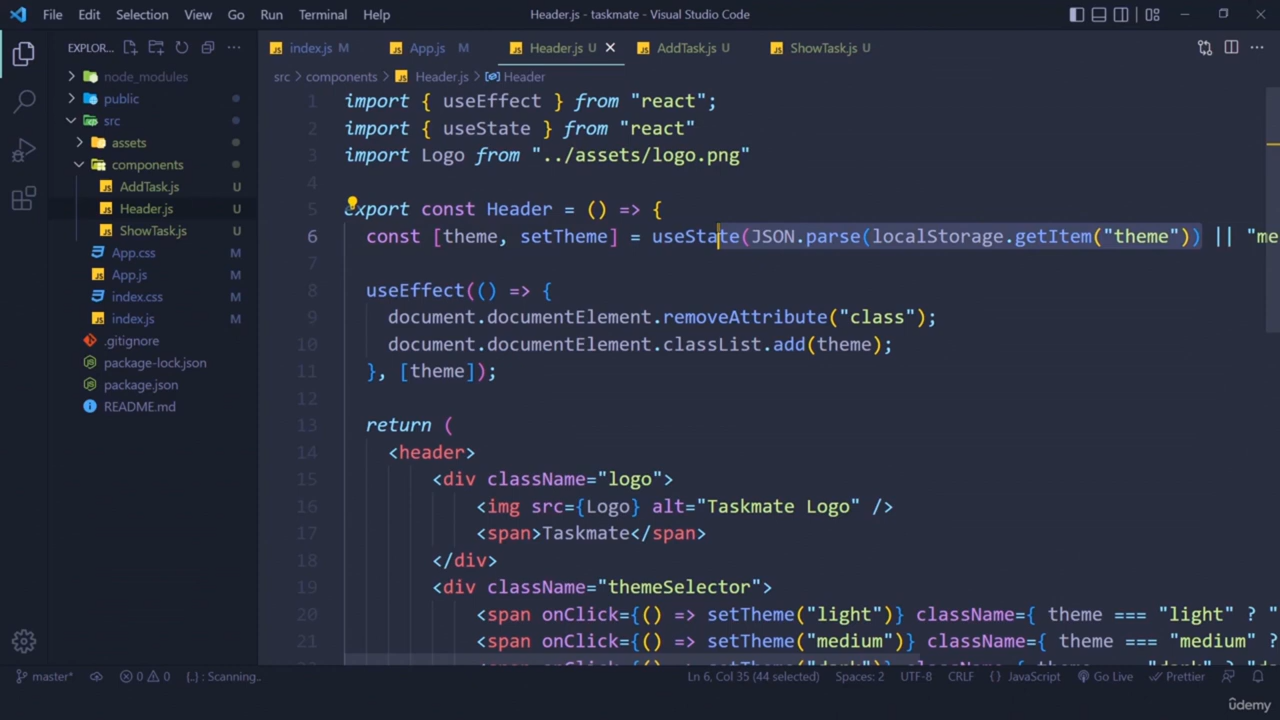 File Edit Selection View Go Run Terminal Help
Header.js - taskmate - Visual Studio Code
EXPLOR...
index.js M
App.js M
Header.js U
AddTask.js U
ShowTask.js U
src > components > Header.js > Header
node_modules
public
src
assets
components
AddTask.js U
Header.js U
ShowTask.js U
App.css M
App.js M
index.css M
index.js M
.gitignore
package-lock.json
package.json
README.md
1 import { useEffect } from "react";
2 import { useState } from "react"
3 import Logo from "../assets/logo.png"
4
5 export const Header = () => {
6 const [theme, setTheme] = useState(JSON.parse(localStorage.getItem("theme")) || "me
7
8 useEffect(() => {
9 document.documentElement.removeAttribute("class");
10 document.documentElement.classList.add(theme);
11 }, [theme]);
12
13 return (
14 <header>
15 <div className="logo">
16 <img src={Logo} alt="Taskmate Logo" />
17 <span>Taskmate</span>
18 </div>
19 <div className="themeSelector">
20 <span onClick={() => setTheme("light")} className={ theme === "light" ? "
21 <span onClick={() => setTheme("medium")} className={ theme === "medium" ?
master* 0 0 {..} : Scanning..
Ln 6, Col 35 (44 selected) Spaces: 2 UTF-8 CRLF {} JavaScript Go Live Prettier
ûdemy